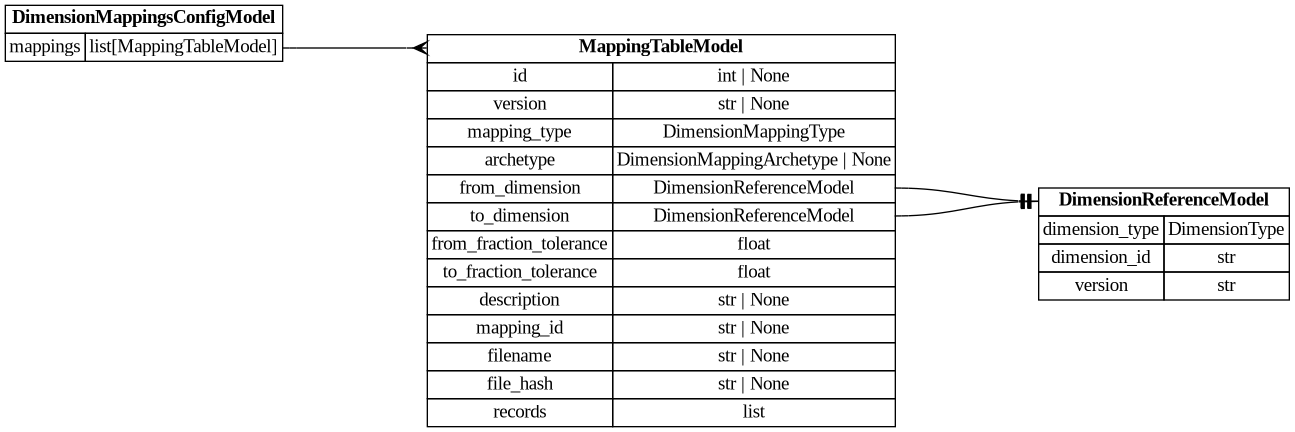 DimensionMappingsConfigModel
mappings list[MappingTableModel]
MappingTableModel
id int | None
version str | None
mapping_type DimensionMappingType
archetype DimensionMappingArchetype | None
from_dimension DimensionReferenceModel
to_dimension DimensionReferenceModel
from_fraction_tolerance float
to_fraction_tolerance float
description str | None
mapping_id str | None
filename str | None
file_hash str | None
records list
DimensionReferenceModel
dimension_type DimensionType
dimension_id str
version str